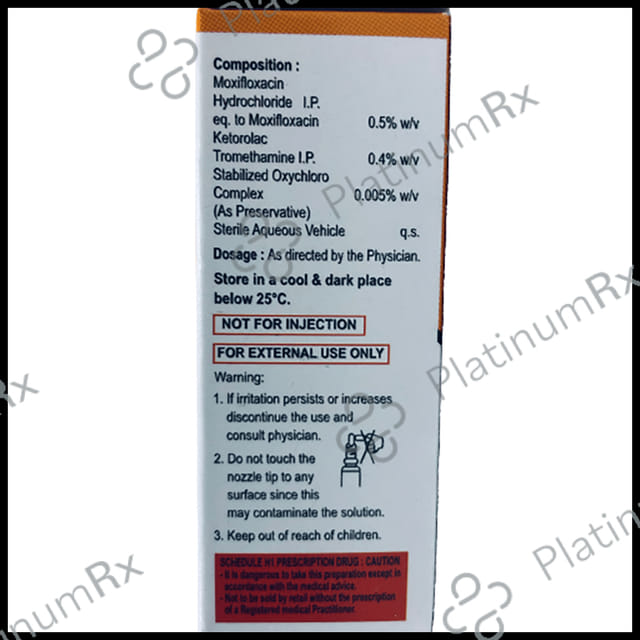 Composition :
Moxifloxacin
Hydrochloride I.P.
eq. to Moxifloxacin 0.5% w/v
Ketorolac
Tromethamine I.P. 0.4% w/v
Stabilized Oxychloro
Complex 0.005% w/v
(As Preservative)
Sterile Aqueous Vehicle q.s.
Dosage : As directed by the Physician.
Store in a cool & dark place
below 25°C.
NOT FOR INJECTION
FOR EXTERNAL USE ONLY
Warning:
1. If irritation persists or increases
discontinue the use and
consult physician.
2. Do not touch the
nozzle tip to any
surface since this
may contaminate the solution.
3. Keep out of reach of children.
SCHEDULE H1 PRESCRIPTION DRUG : CAUTION
- It is dangerous to take this preparation except in
accordance with the medical advice.
- Not to be sold by retail without the prescription
of a Registered medical Practitioner.
PlatinumRx
PlatinumRx
PlatinumRx
Rx
PlatinumRx
Platin